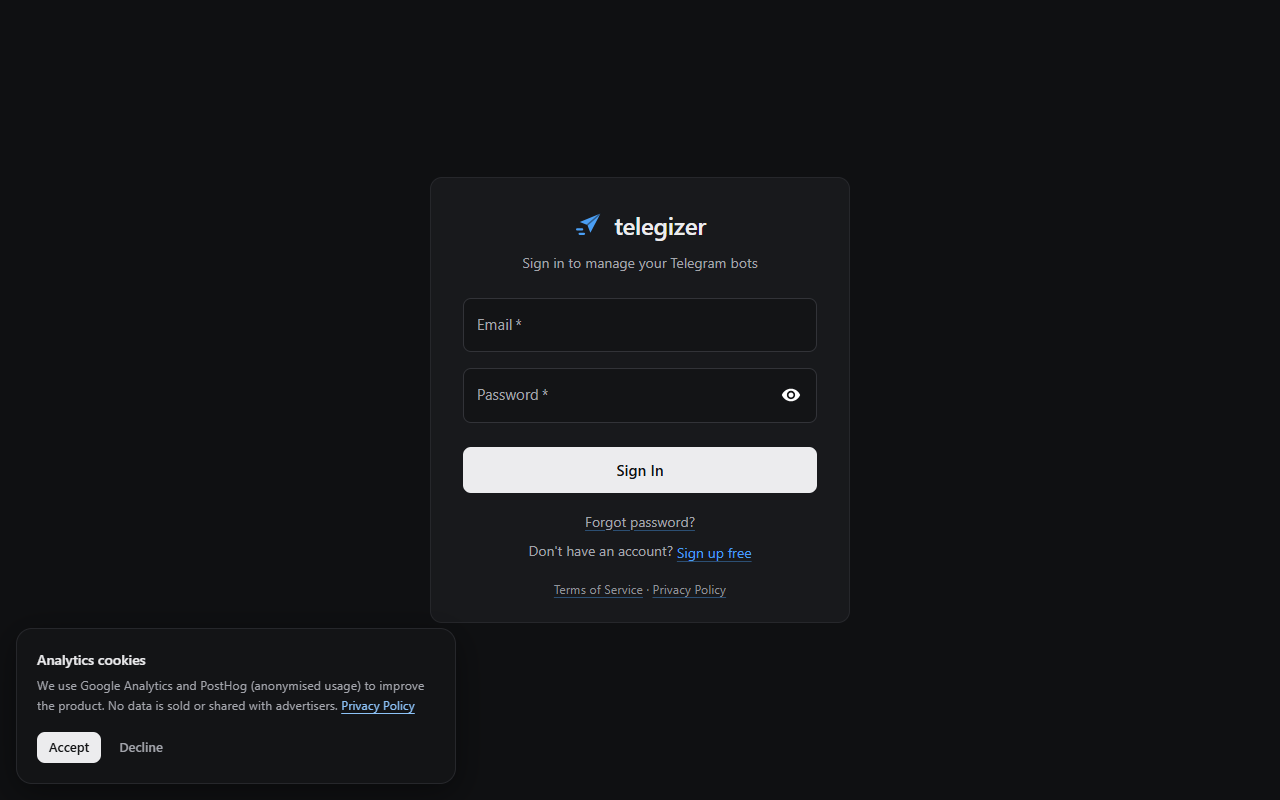 telegizer
Sign in to manage your Telegram bots
Email *
Password *
Sign In
Forgot password?
Don't have an account? Sign up free
Terms of Service · Privacy Policy
Analytics cookies
We use Google Analytics and PostHog (anonymised usage) to improve
the product. No data is sold or shared with advertisers. Privacy Policy
Accept
Decline